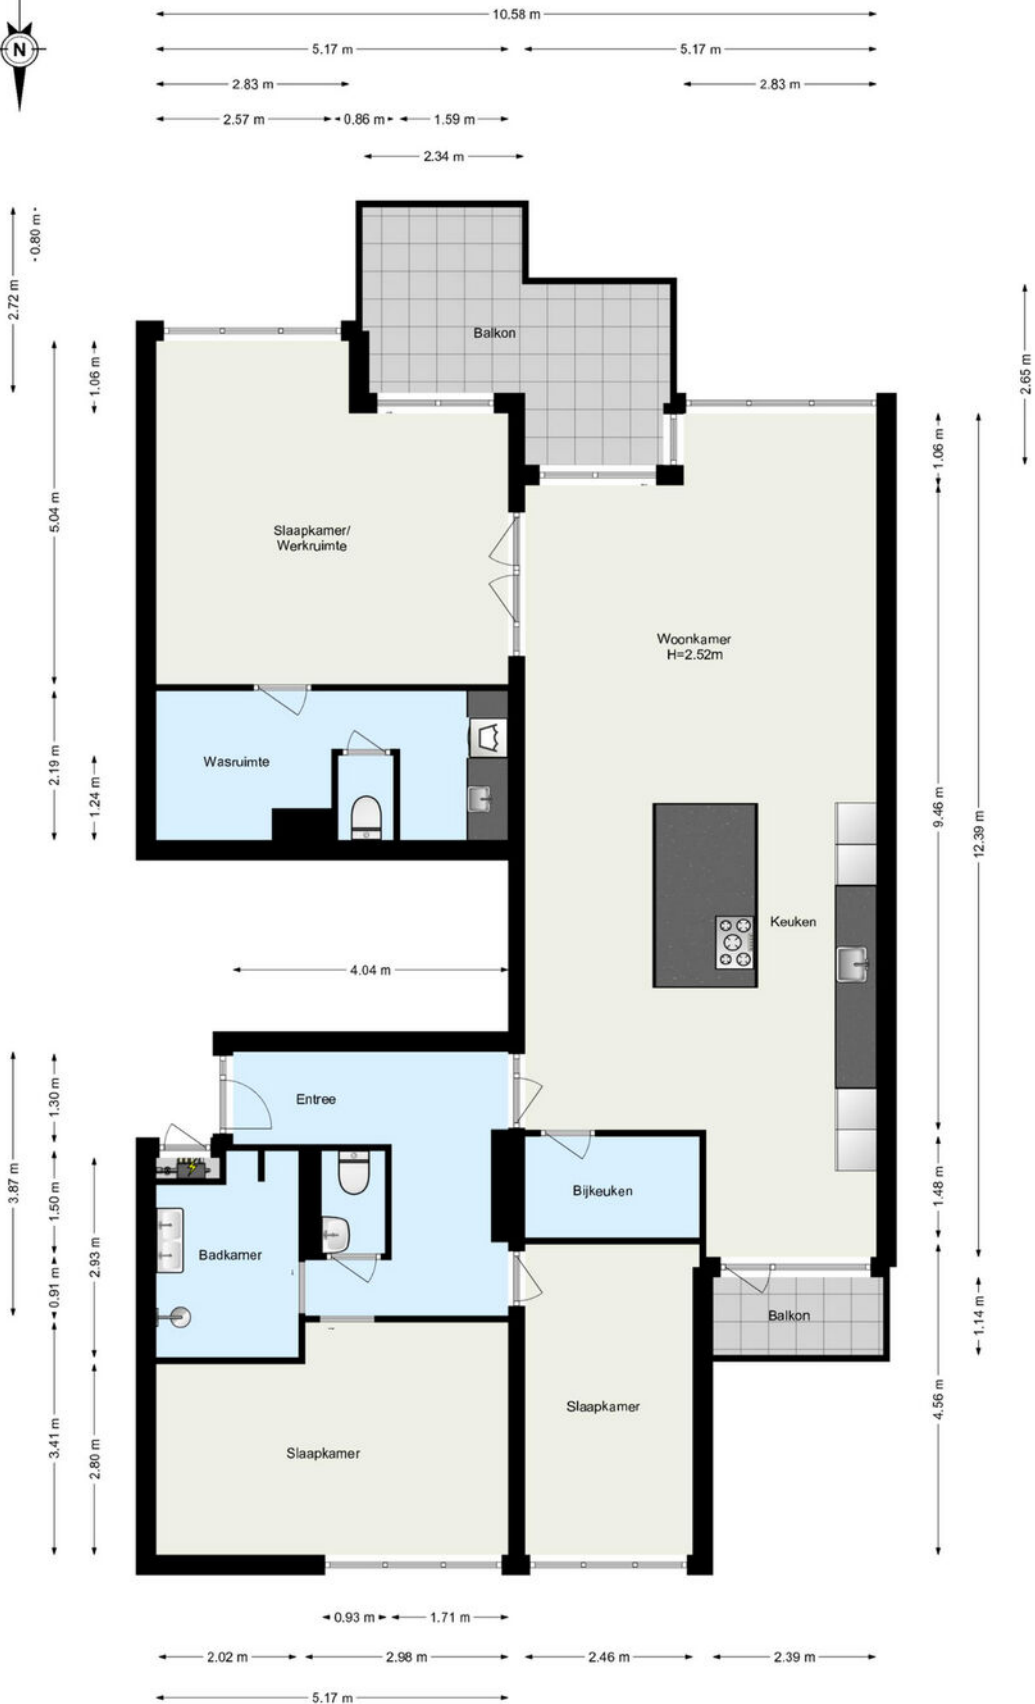 10.58 m
N
5.17 m
5.17 m
2.83 m
2.83 m
2.57 m
0.86 m
1.59 m
2.34 m
0.80 m
2.72 m
Balkon
2.65 m
1.06 m
1.06 m
5.04 m
Slaapkamer/
Werkruimte
Woonkamer
H=2.52m
Wasruimte
2.19 m
1.24 m
9.46 m
12.39 m
Keuken
4.04 m
Entree
1.30 m
3.87 m
1.50 m
Bijkeuken
1.48 m
Badkamer
2.93 m
0.91 m
Balkon
1.14 m
Slaapkamer
4.56 m
3.41 m
2.80 m
Slaapkamer
0.93 m
1.71 m
2.02 m
2.98 m
2.46 m
2.39 m
5.17 m